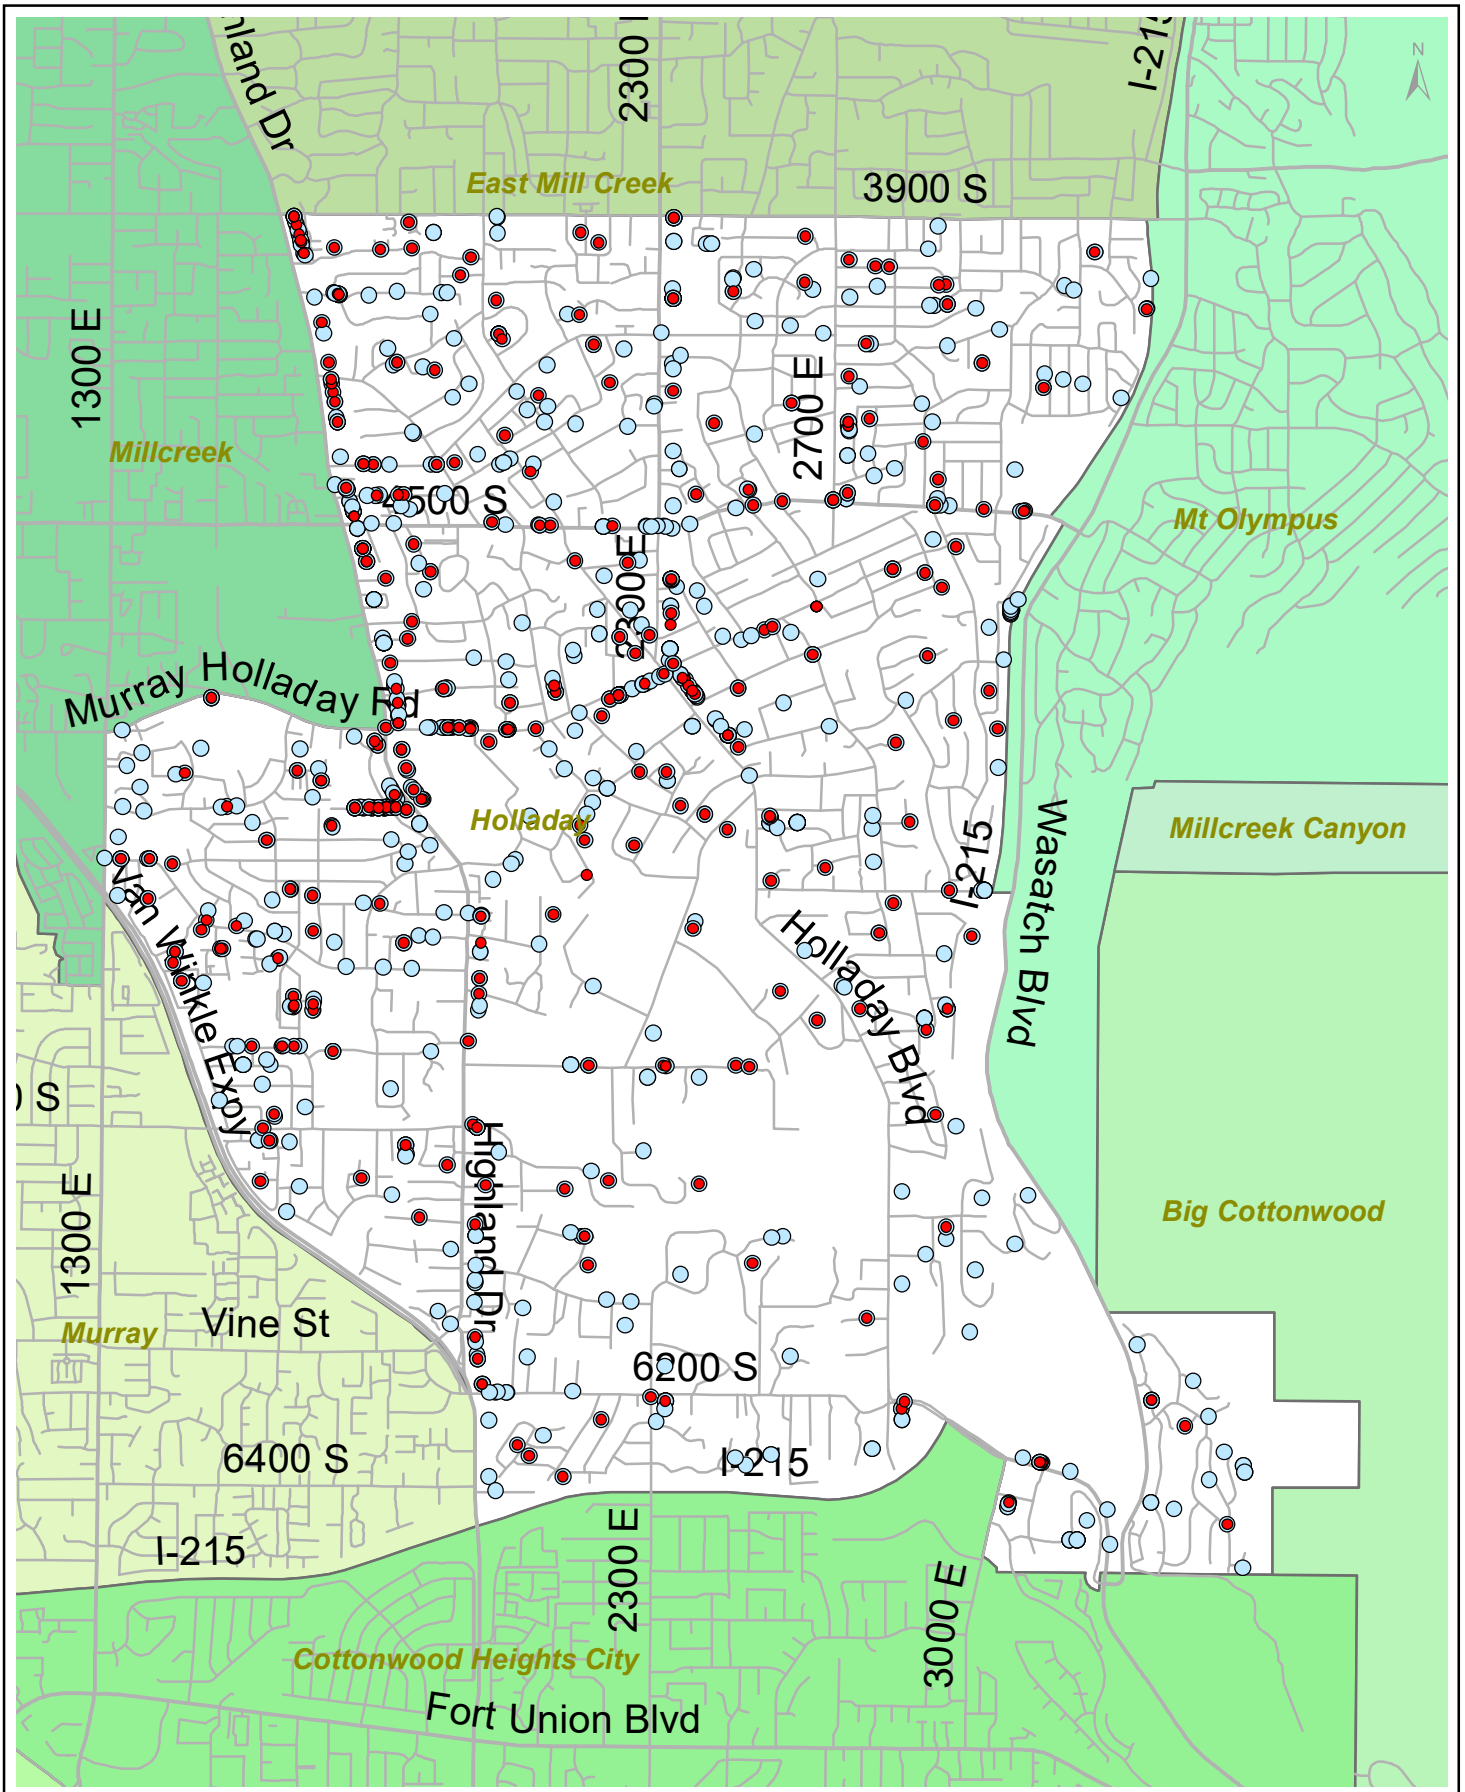 hland Dr
2300 E
I-215
N
East Mill Creek
3900 S
1300 E
2700 E
Millcreek
4500 S
Mt Olympus
2300 E
Murray Holladay Rd
Holladay
I-215
Wasatch Blvd
Millcreek Canyon
Van Winkle Expy
Holladay Blvd
0 S
Highland Dr
1300 E
Big Cottonwood
Murray
Vine St
6200 S
6400 S
I-215
I-215
2300 E
3000 E
Cottonwood Heights City
Fort Union Blvd